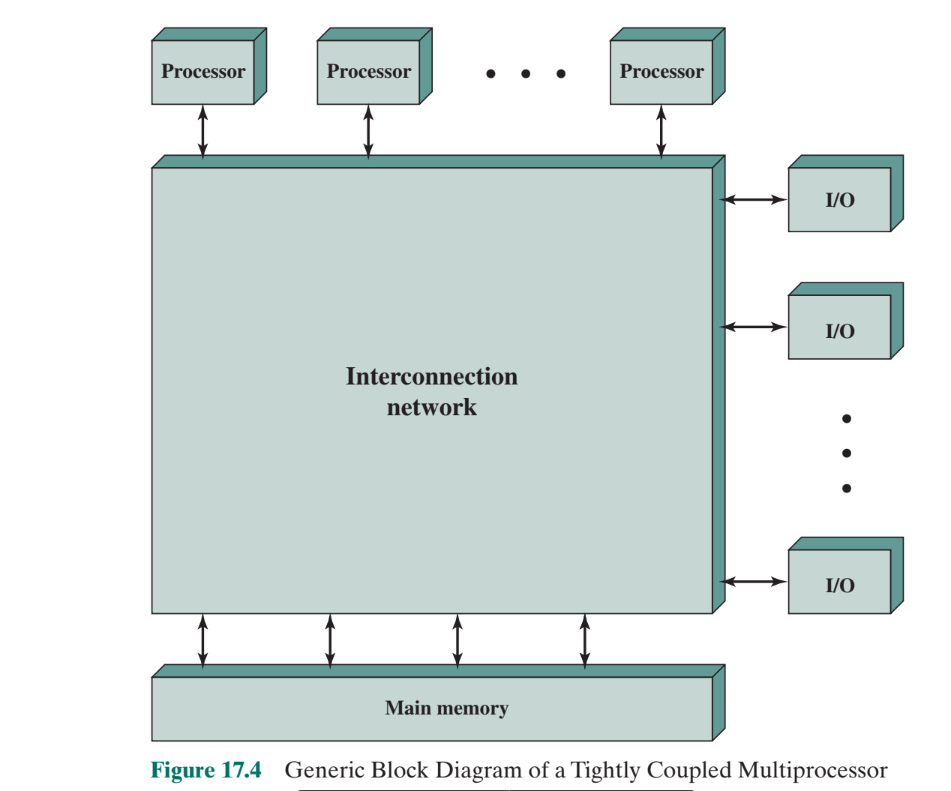 Processor
Processor
Processor
I/O
I/O
Interconnection
network
I/O
Main memory
Figure 17.4 Generic Block Diagram of a Tightly Coupled Multiprocessor